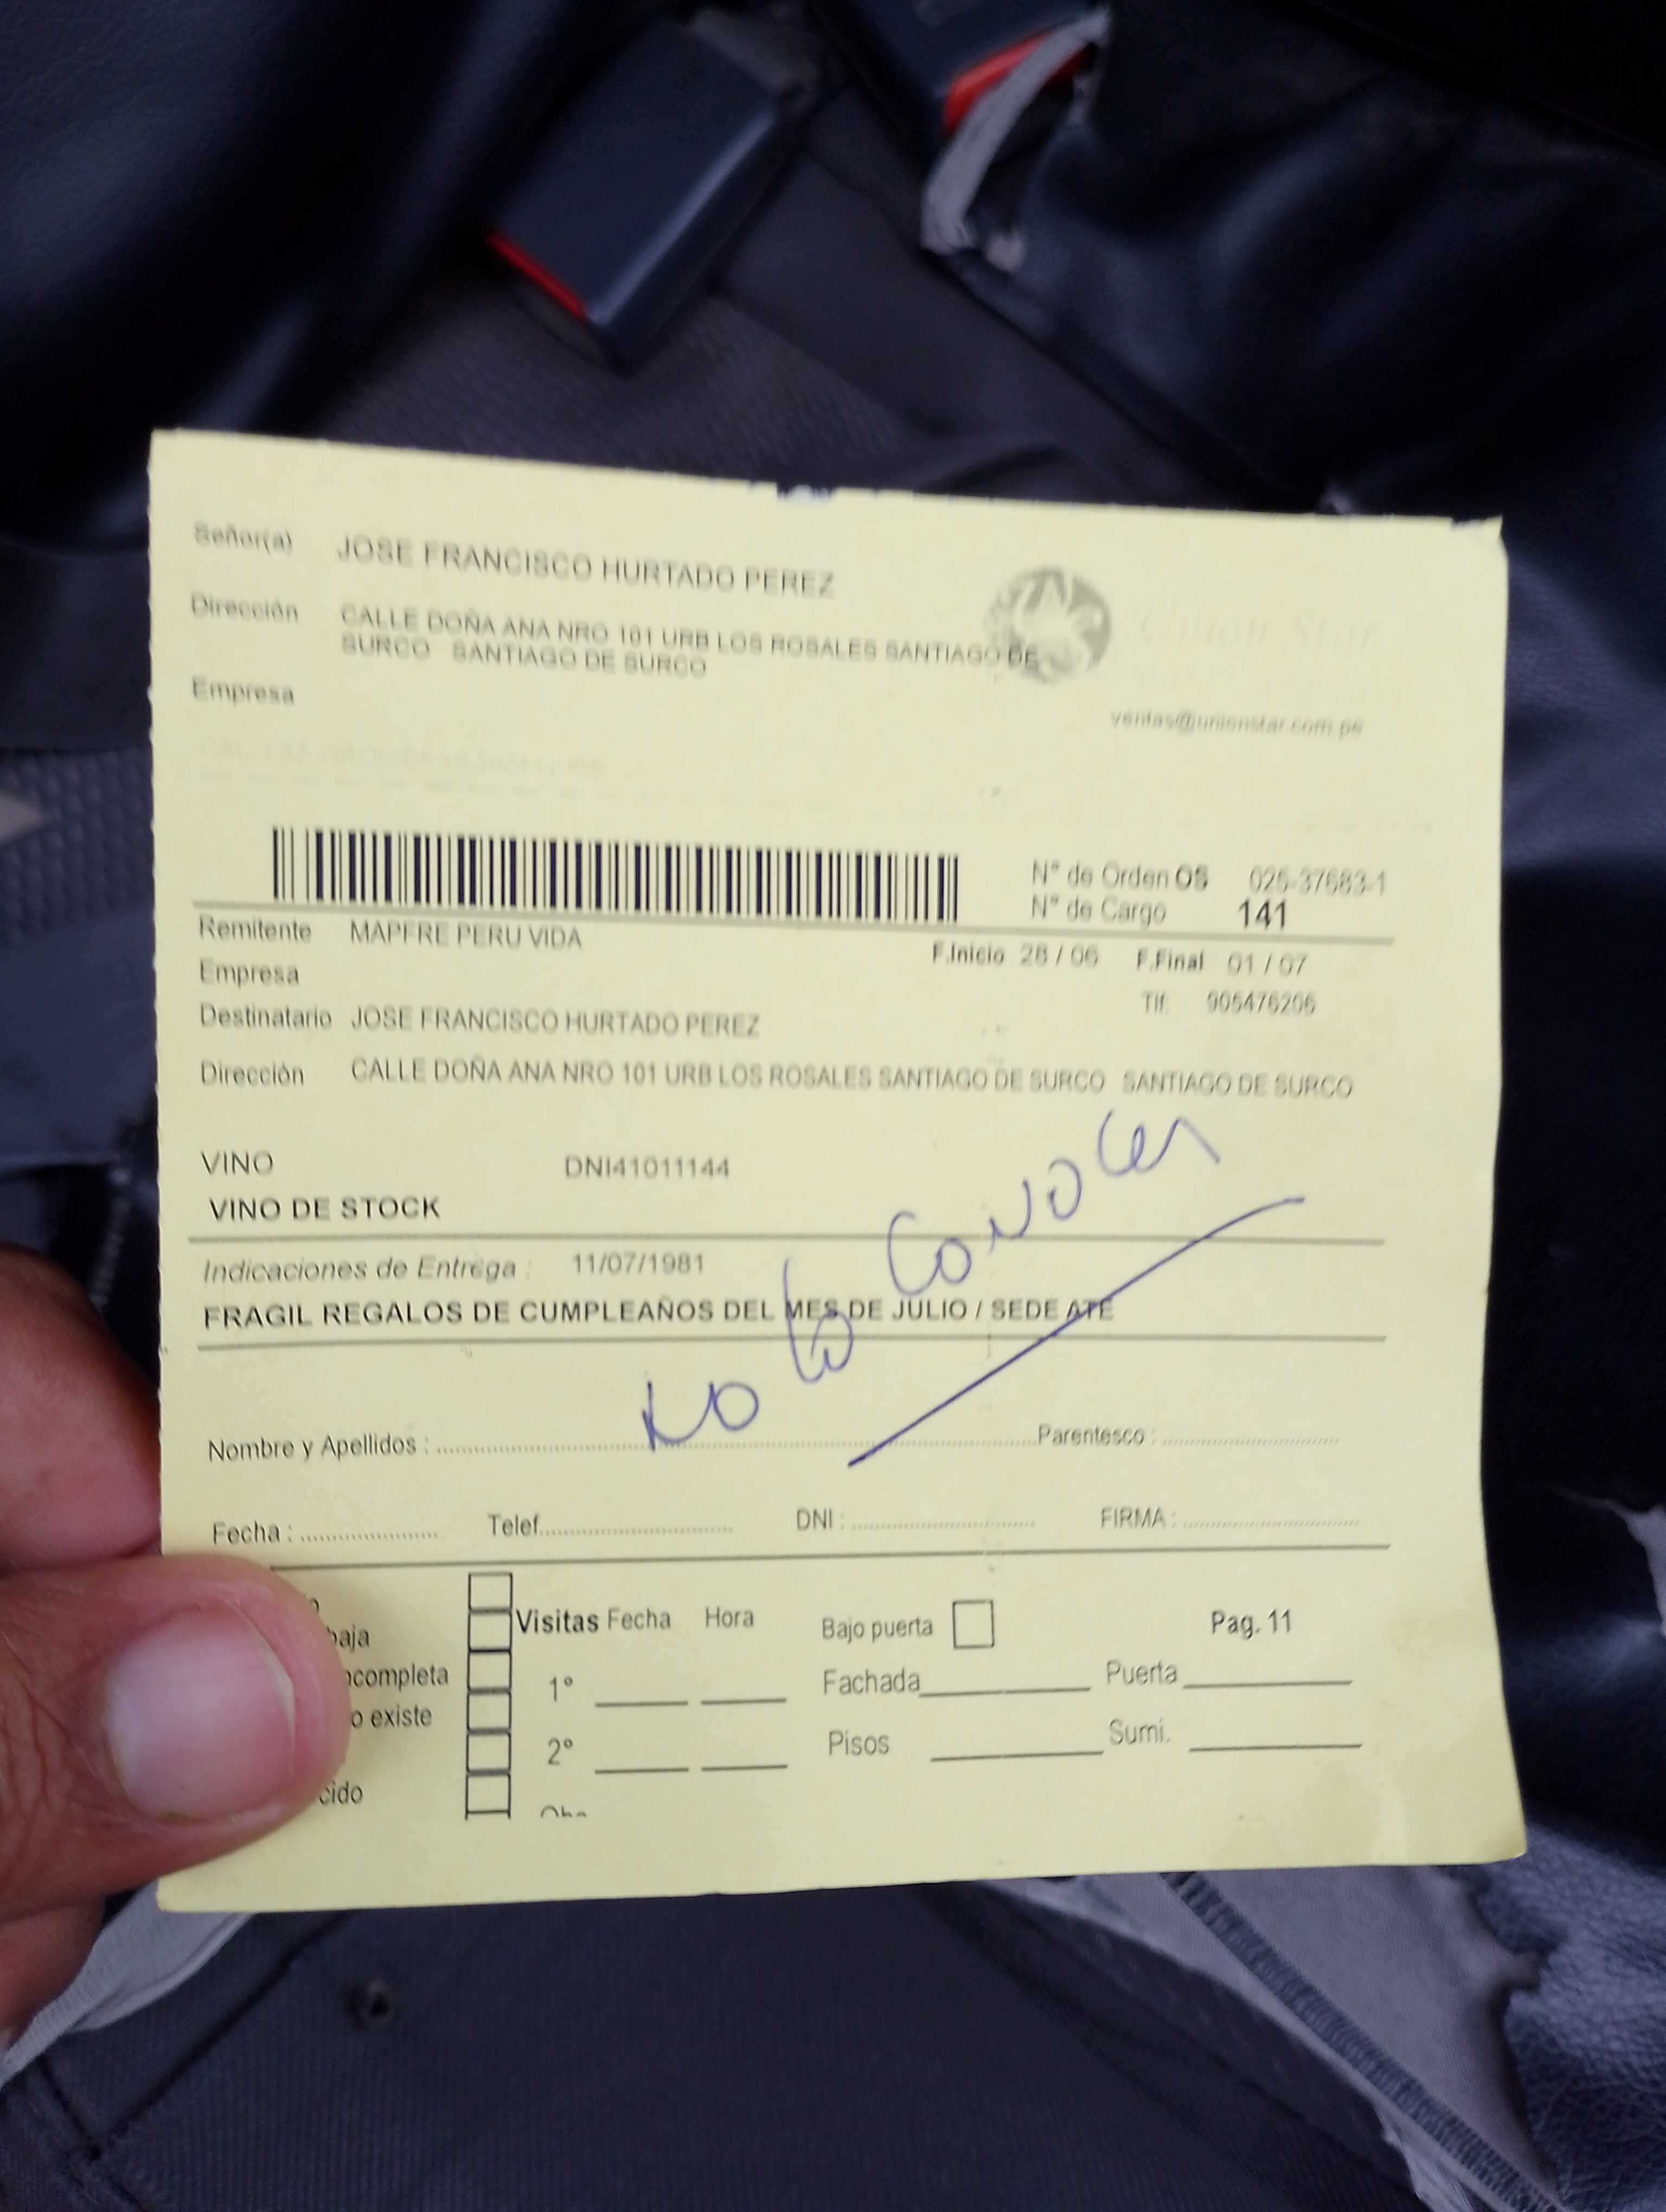 Señor(a) JOSE FRANCISCO HURTADO PEREZ
Dirección CALLE DOÑA ANA NRO 101 URB LOS ROSALES SANTIAGO DE
SURCO SANTIAGO DE SURCO
Empresa
Union Star
ventas@unionstar.com.pe
N° de Orden OS 025-37683-1
N° de Cargo 141
Remitente MAPFRE PERU VIDA
F.Inicio 28 / 06 F.Final 01 / 07
Empresa
Tlf: 905476206
Destinatario JOSE FRANCISCO HURTADO PEREZ
Dirección CALLE DOÑA ANA NRO 101 URB LOS ROSALES SANTIAGO DE SURCO SANTIAGO DE SURCO
VINO DNI41011144
VINO DE STOCK
Indicaciones de Entrega : 11/07/1981
FRAGIL REGALOS DE CUMPLEAÑOS DEL MES DE JULIO / SEDE ATE
No lo Conocen
Nombre y Apellidos : Parentesco :
Fecha : Telef. DNI : FIRMA :
Visitas Fecha Hora Bajo puerta Pag. 11
baja
ncompleta 1° Fachada Puerta
o existe
2° Pisos Sumi.
cido